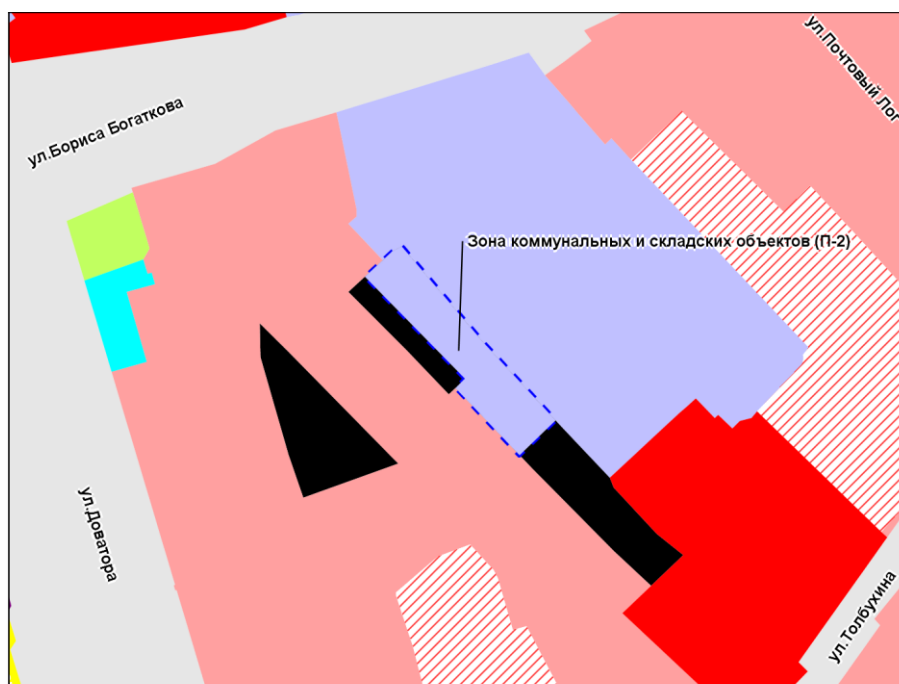 ул.Почтовый Лог
ул.Бориса Богаткова
Зона коммунальных и складских объектов (П-2)
ул.Доватора
ул.Толбухина